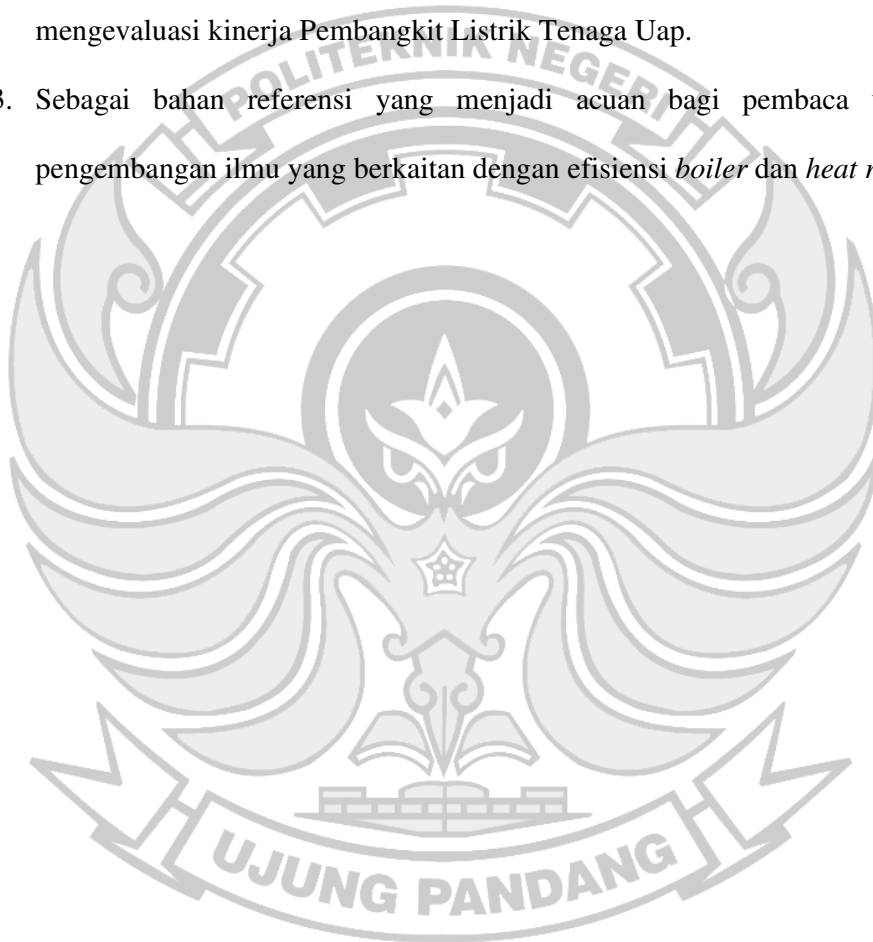 mengevaluasi kinerja Pembangkit Listrik Tenaga Uap.
3. Sebagai bahan referensi yang menjadi acuan bagi pembaca
pengembangan ilmu yang berkaitan dengan efisiensi boiler dan heat
POLITEKNIK NEGERI
UJUNG PANDANG